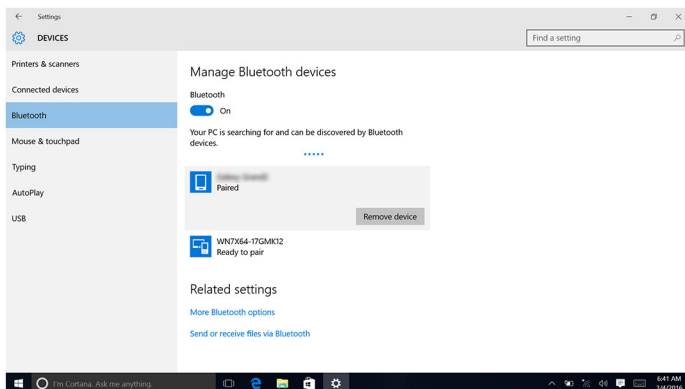 Settings
DEVICES
Find a setting
Printers & scanners
Connected devices
Bluetooth
Mouse & touchpad
Typing
AutoPlay
USB
Manage Bluetooth devices
Bluetooth
On
Your PC is searching for and can be discovered by Bluetooth
devices.
Paired
Remove device
WN7X64-17GMK12
Ready to pair
Related settings
More Bluetooth options
Send or receive files via Bluetooth
I'm Cortana. Ask me anything.
6:41 AM
3/4/2016